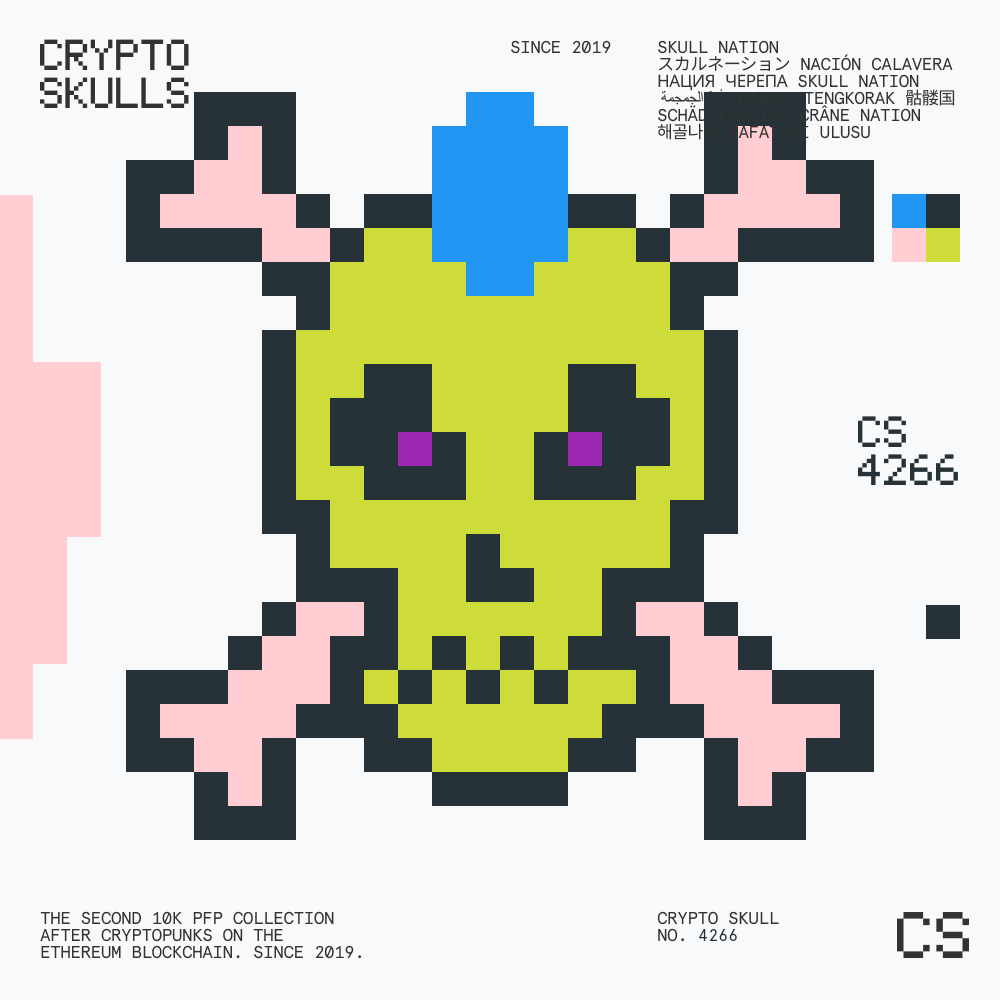 CRYPTO
SKULLS
SINCE 2019
SKULL NATION
スカルネーション NACIÓN CALAVERA
НАЦИЯ ЧЕРЕПА SKULL NATION
الجمجمة TENGKORAK 骷髅国
CRÂNE NATION
해골 ULUSU
CS
4266
THE SECOND 10K PFP COLLECTION
AFTER CRYPTOPUNKS ON THE
ETHEREUM BLOCKCHAIN. SINCE 2019.
CRYPTO SKULL
NO. 4266
CS